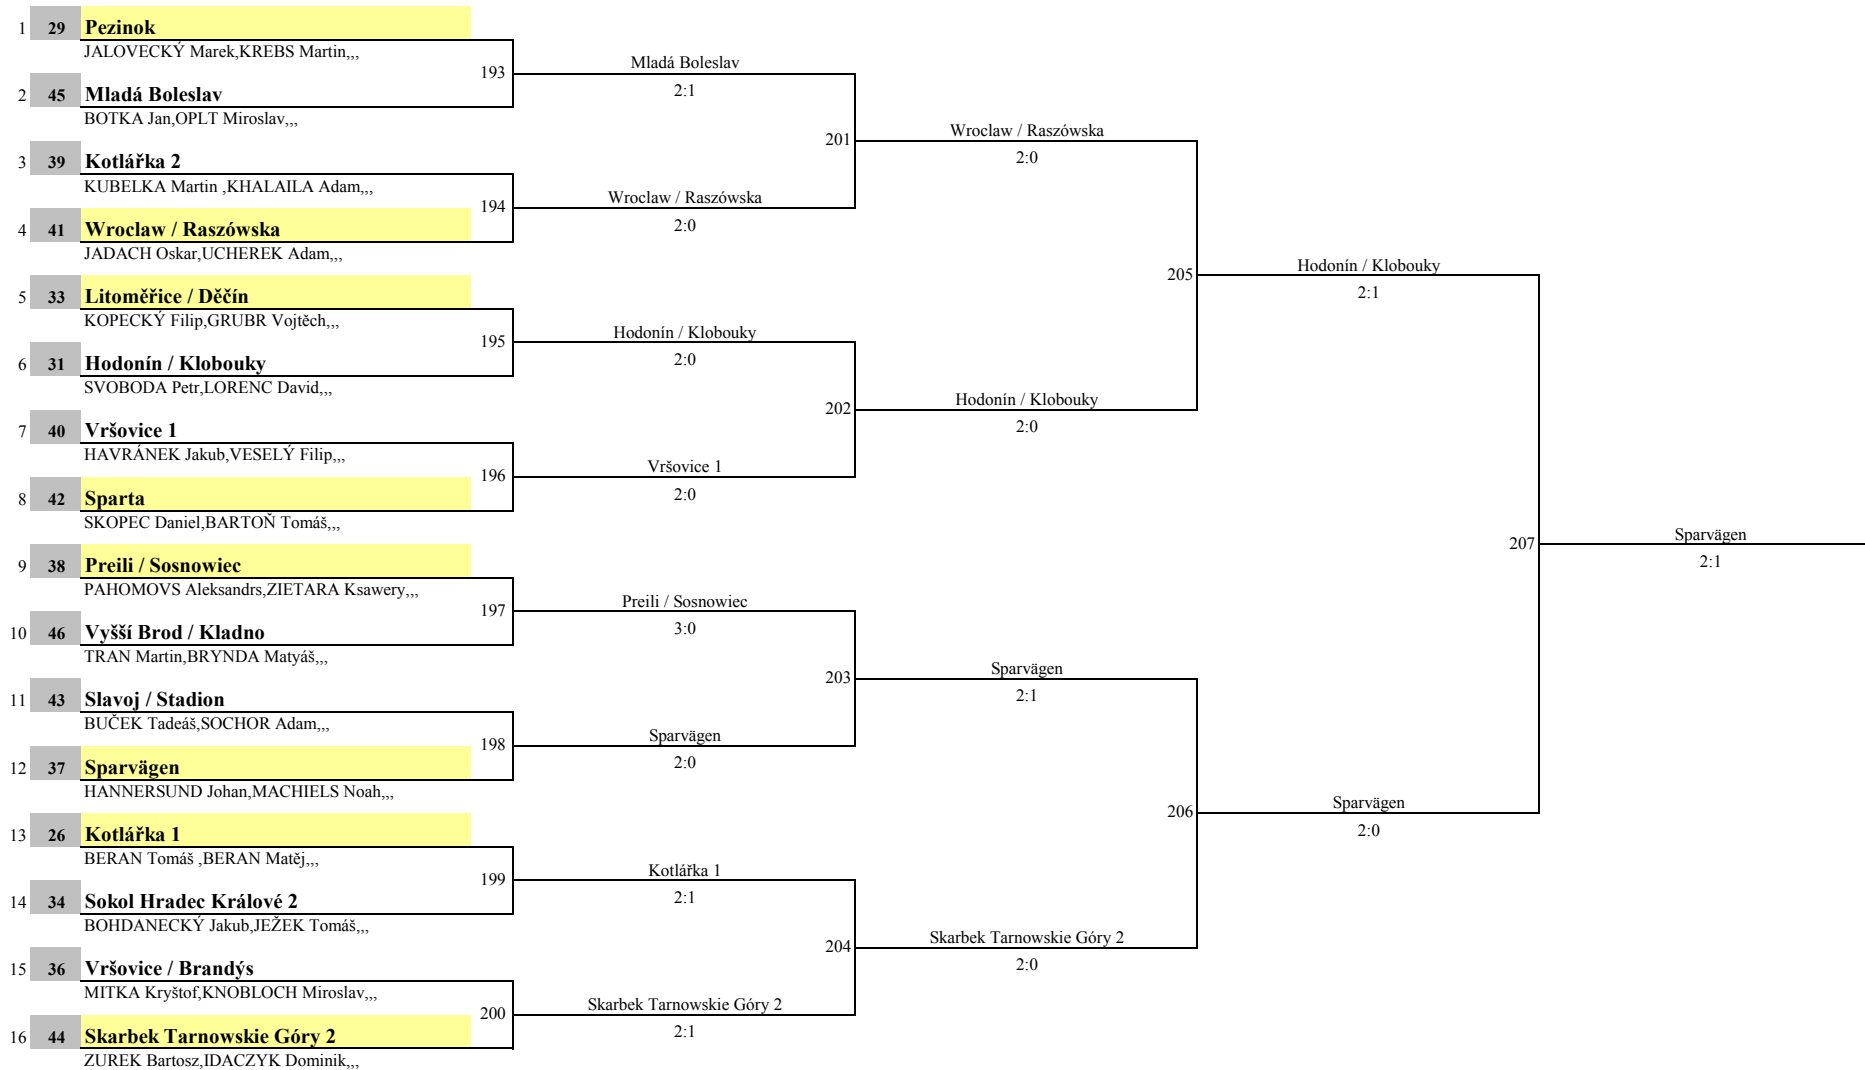 1 29 Pezinok
JALOVECKÝ Marek,KREBS Martin,,,
193
Mladá Boleslav
2:1
2 45 Mladá Boleslav
BOTKA Jan,OPLT Miroslav,,,
201
Wroclaw / Raszówska
2:0
3 39 Kotlářka 2
KUBELKA Martin ,KHALAILA Adam,,,
194
Wroclaw / Raszówska
2:0
4 41 Wroclaw / Raszówska
JADACH Oskar,UCHEREK Adam,,,
205
Hodonín / Klobouky
2:1
5 33 Litoměřice / Děčín
KOPECKÝ Filip,GRUBR Vojtěch,,,
195
Hodonín / Klobouky
2:0
6 31 Hodonín / Klobouky
SVOBODA Petr,LORENC David,,,
202
Hodonín / Klobouky
2:0
7 40 Vršovice 1
HAVRÁNEK Jakub,VESELÝ Filip,,,
196
Vršovice 1
2:0
8 42 Sparta
SKOPEC Daniel,BARTOŇ Tomáš,,,
207
Sparvägen
2:1
9 38 Preili / Sosnowiec
PAHOMOVS Aleksandrs,ZIETARA Ksawery,,,
197
Preili / Sosnowiec
3:0
10 46 Vyšší Brod / Kladno
TRAN Martin,BRYNDA Matyáš,,,
203
Sparvägen
2:1
11 43 Slavoj / Stadion
BUČEK Tadeáš,SOCHOR Adam,,,
198
Sparvägen
2:0
12 37 Sparvägen
HANNERSUND Johan,MACHIELS Noah,,,
206
Sparvägen
2:0
13 26 Kotlářka 1
BERAN Tomáš ,BERAN Matěj,,,
199
Kotlářka 1
2:1
14 34 Sokol Hradec Králové 2
BOHDANECKÝ Jakub,JEŽEK Tomáš,,,
204
Skarbek Tarnowskie Góry 2
2:0
15 36 Vršovice / Brandýs
MITKA Kryštof,KNOBLOCH Miroslav,,,
200
Skarbek Tarnowskie Góry 2
2:1
16 44 Skarbek Tarnowskie Góry 2
ZUREK Bartosz,IDACZYK Dominik,,,